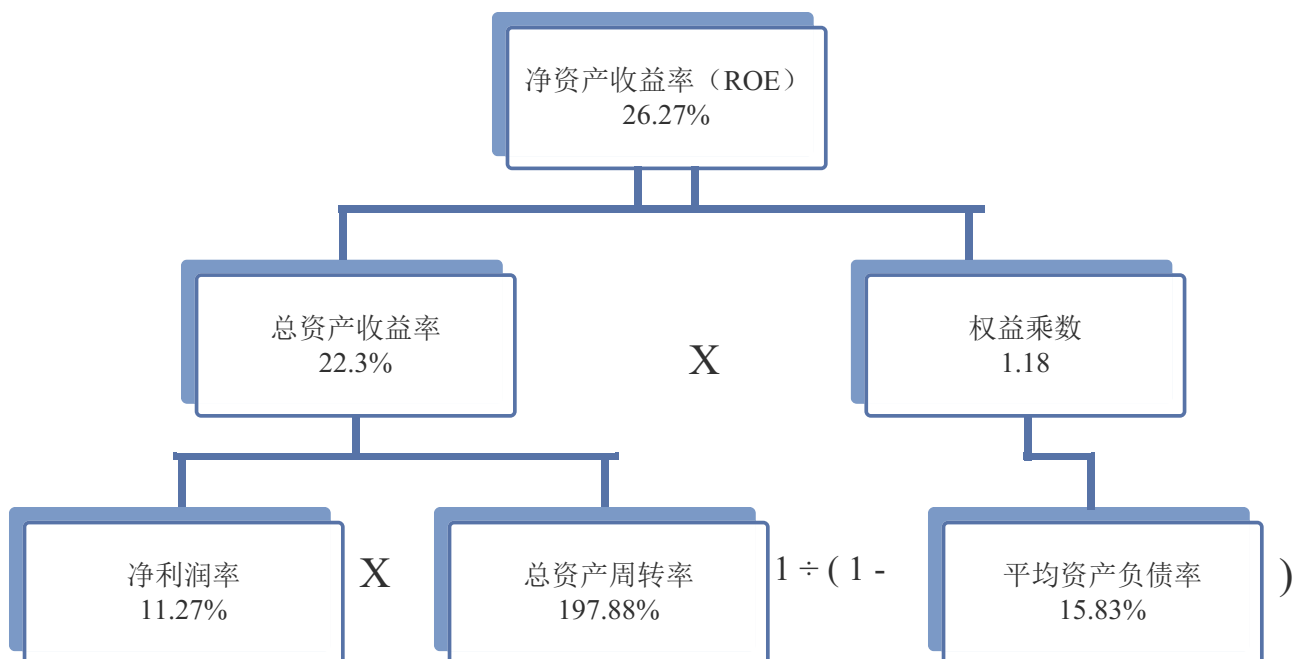 净资产收益率（ROE）
26.27%
总资产收益率
22.3%
X
权益乘数
1.18
净利润率
11.27%
X
总资产周转率
197.88%
1 ÷ ( 1 -
平均资产负债率
15.83%
)